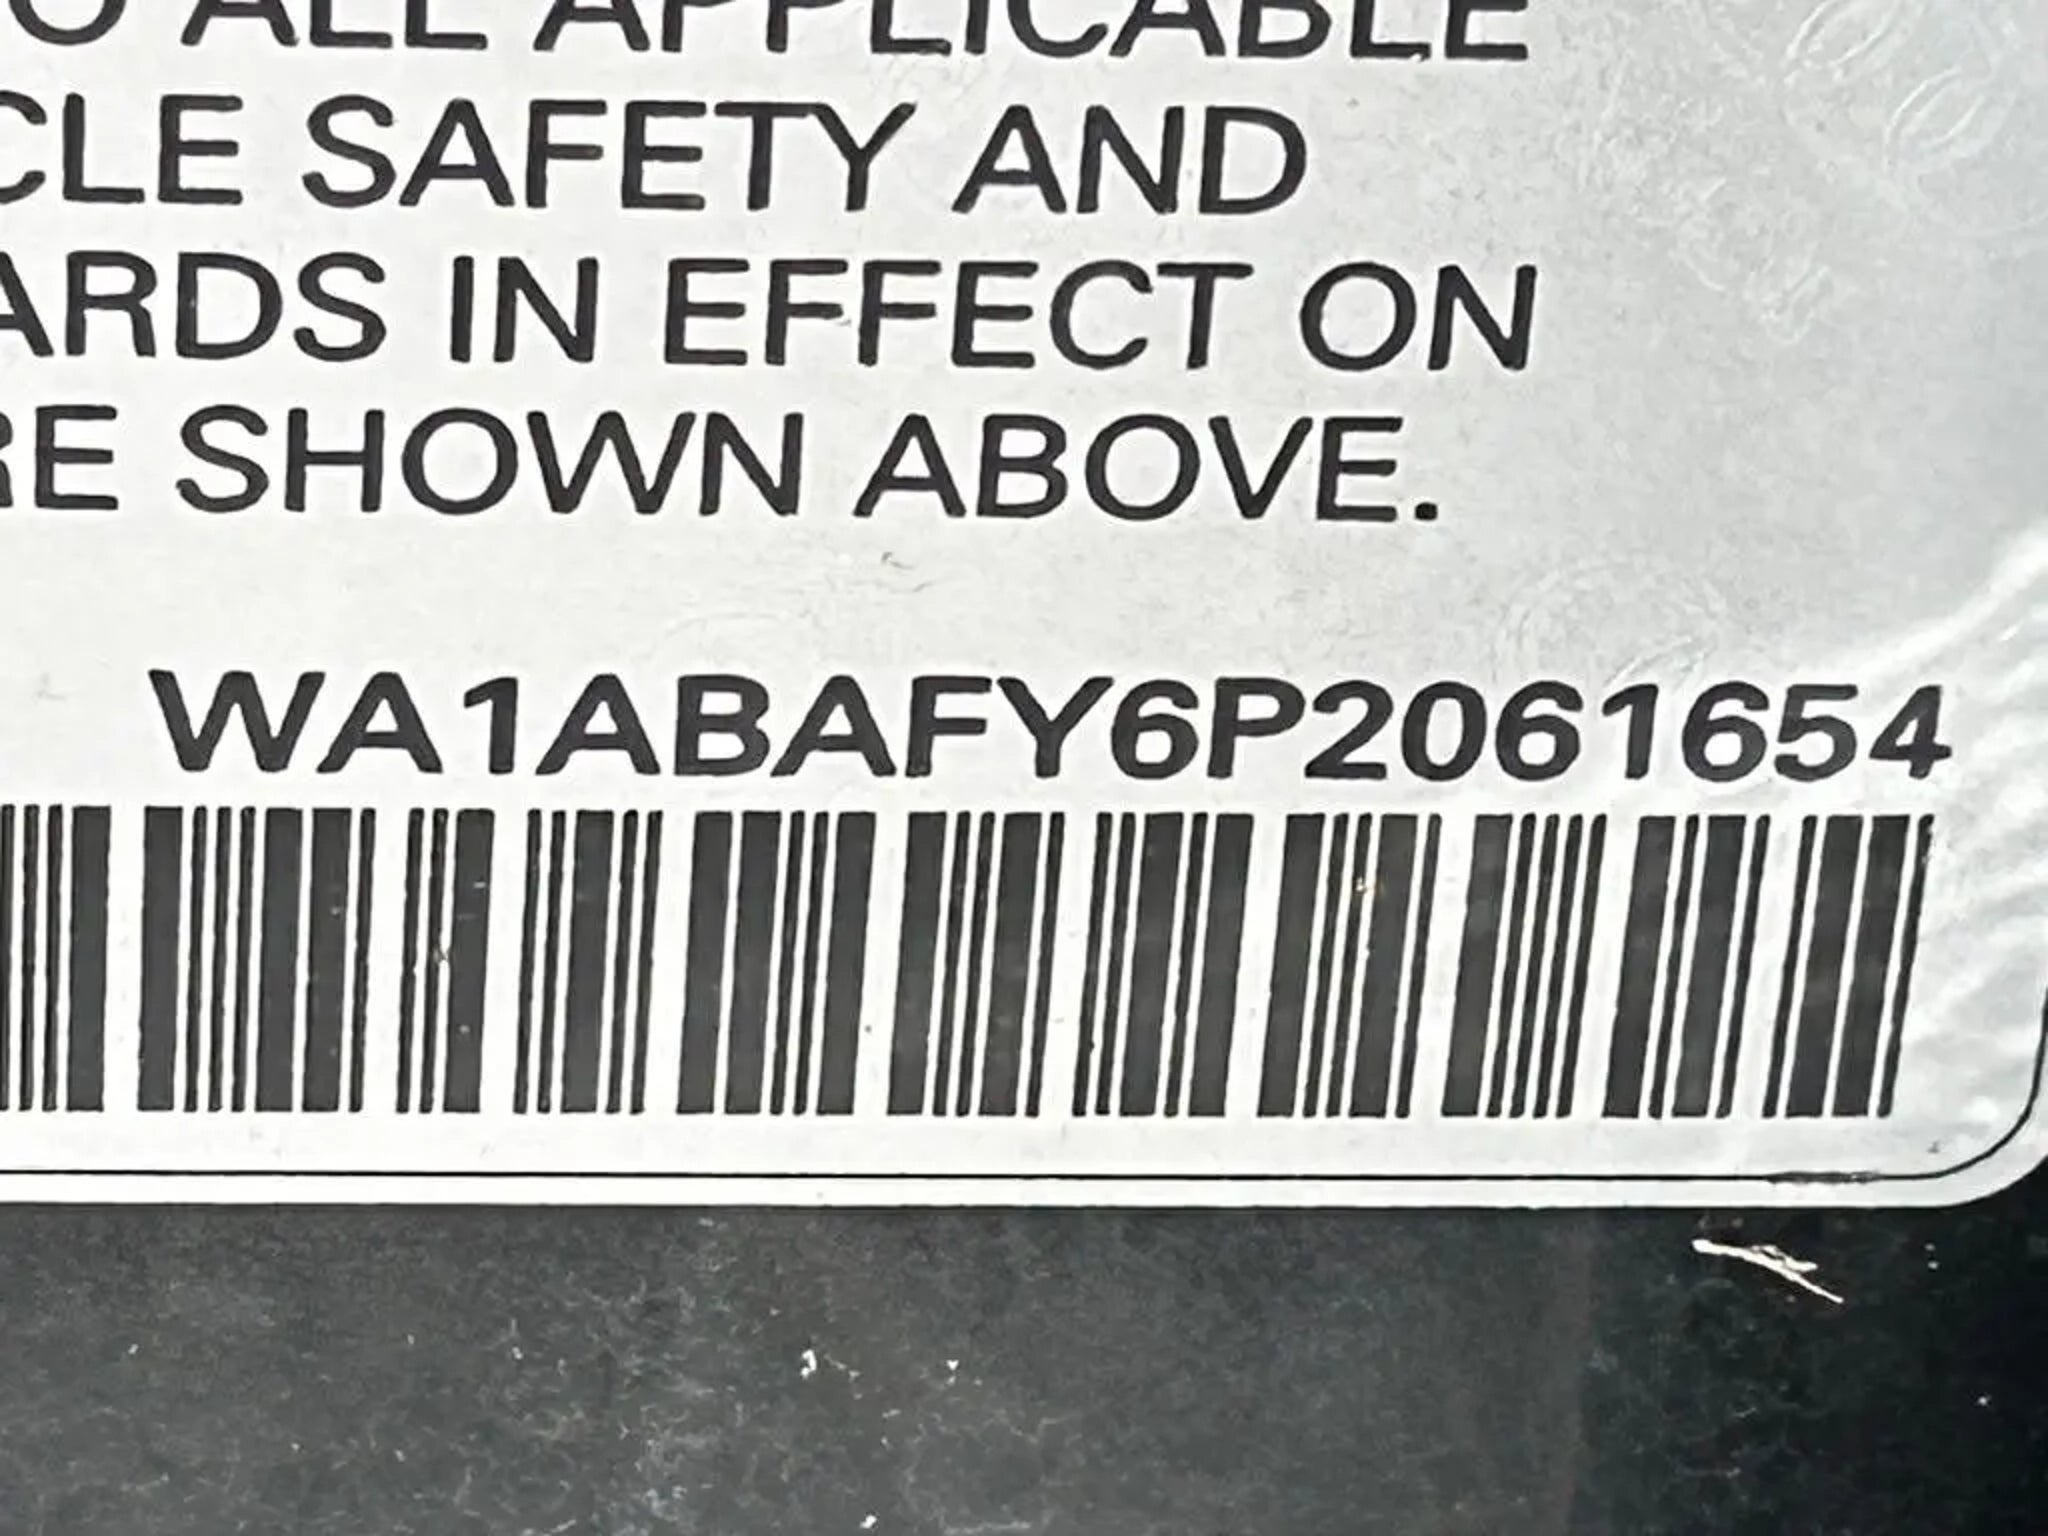 O ALL APPLICABLE
CLE SAFETY AND
ARDS IN EFFECT ON
RE SHOWN ABOVE.
WA1ABAFY6P2061654